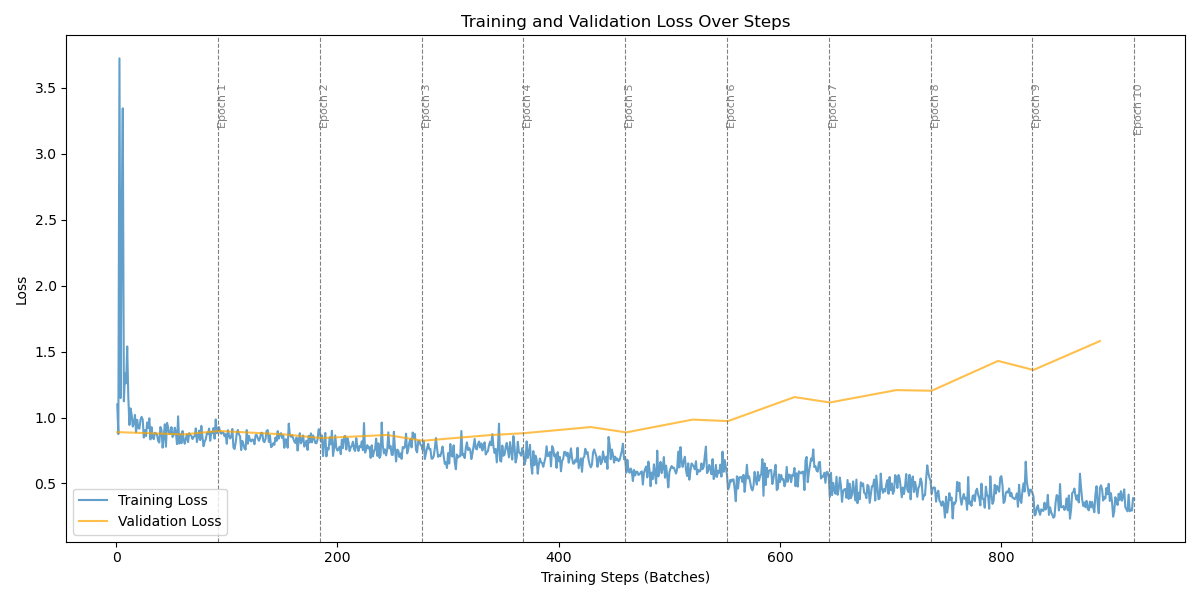 Training and Validation Loss Over Steps
Loss
3.5
3.0
2.5
2.0
1.5
1.0
0.5
Epoch 1
Epoch 2
Epoch 3
Epoch 4
Epoch 5
Epoch 6
Epoch 7
Epoch 8
Epoch 9
Epoch 10
Training Loss
Validation Loss
0
200
400
600
800
Training Steps (Batches)